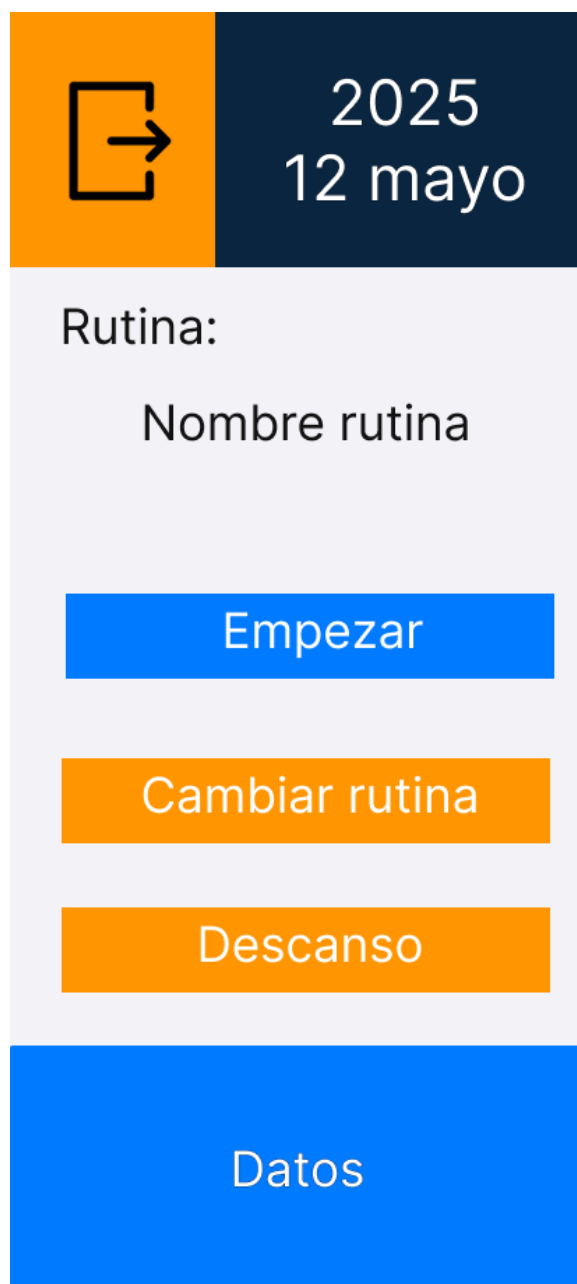 2025
12 mayo
Rutina:
Nombre rutina
Empezar
Cambiar rutina
Descanso
Datos